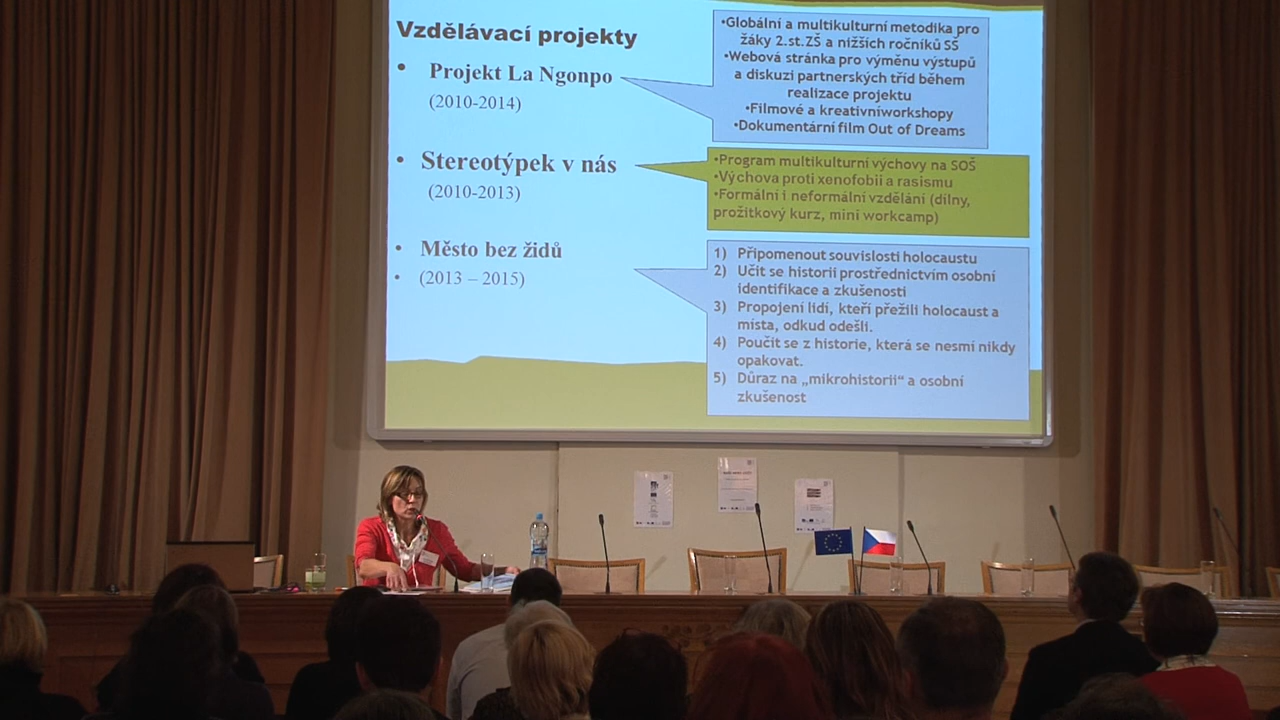 Vzdělávací projekty
• Projekt La Ngonpo
(2010-2014)
•Globální a multikulturní metodika pro
žáky 2.st.ZŠ a nižších ročníků SŠ
•Webová stránka pro výměnu výstupů
a diskuzi partnerských tříd během
realizace projektu
•Filmové a kreativníworkshopy
•Dokumentární film Out of Dreams
• Stereotýpek v nás
(2010-2013)
•Program multikulturní výchovy na SOŠ
•Výchova proti xenofobii a rasismu
•Formální i neformální vzdělání (dílny,
prožitkový kurz, mini workcamp)
• Město bez židů
• (2013 – 2015)
1) Připomenout souvislosti holocaustu
2) Učit se historii prostřednictvím osobní
identifikace a zkušenosti
3) Propojení lidí, kteří přežili holocaust a
místa, odkud odešli.
4) Poučit se z historie, která se nesmí nikdy
opakovat.
5) Důraz na „mikrohistorii“ a osobní
zkušenost